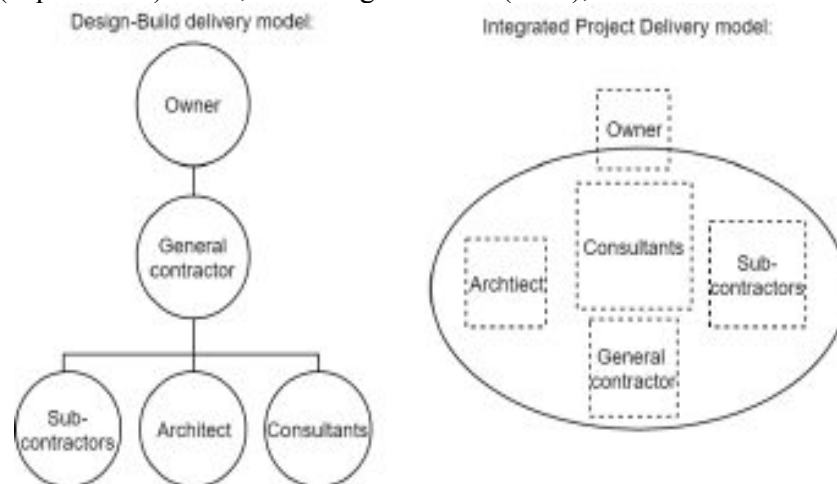 Design-Build delivery model:
Owner
General
contractor
Sub-
contractors
Architect
Consultants
Integrated Project Delivery model:
Owner
Consultants
Archtiect
Sub-
contractors
General
contractor